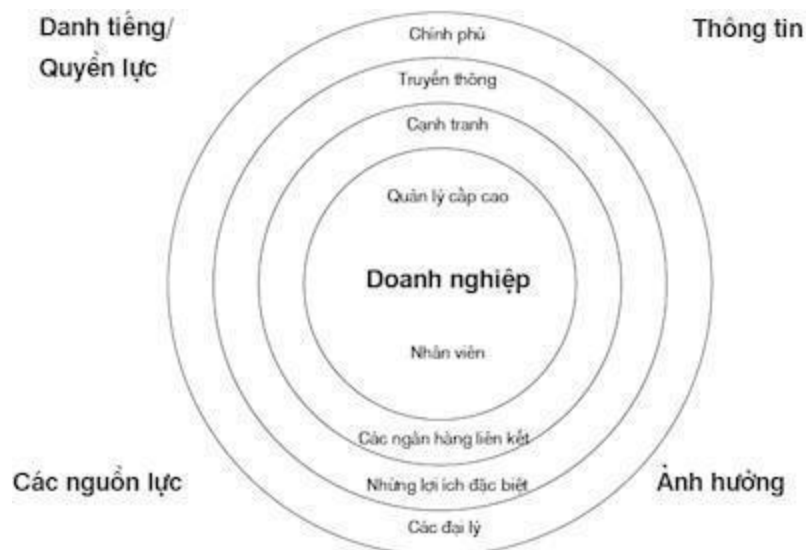 Danh tiếng/
Quyền lực
Thông tin
Chính phủ
Truyền thông
Cạnh tranh
Quản lý cấp cao
Doanh nghiệp
Nhân viên
Các ngân hàng liên kết
Các nguồn lực
Những lợi ích đặc biệt
Ảnh hưởng
Các đại lý